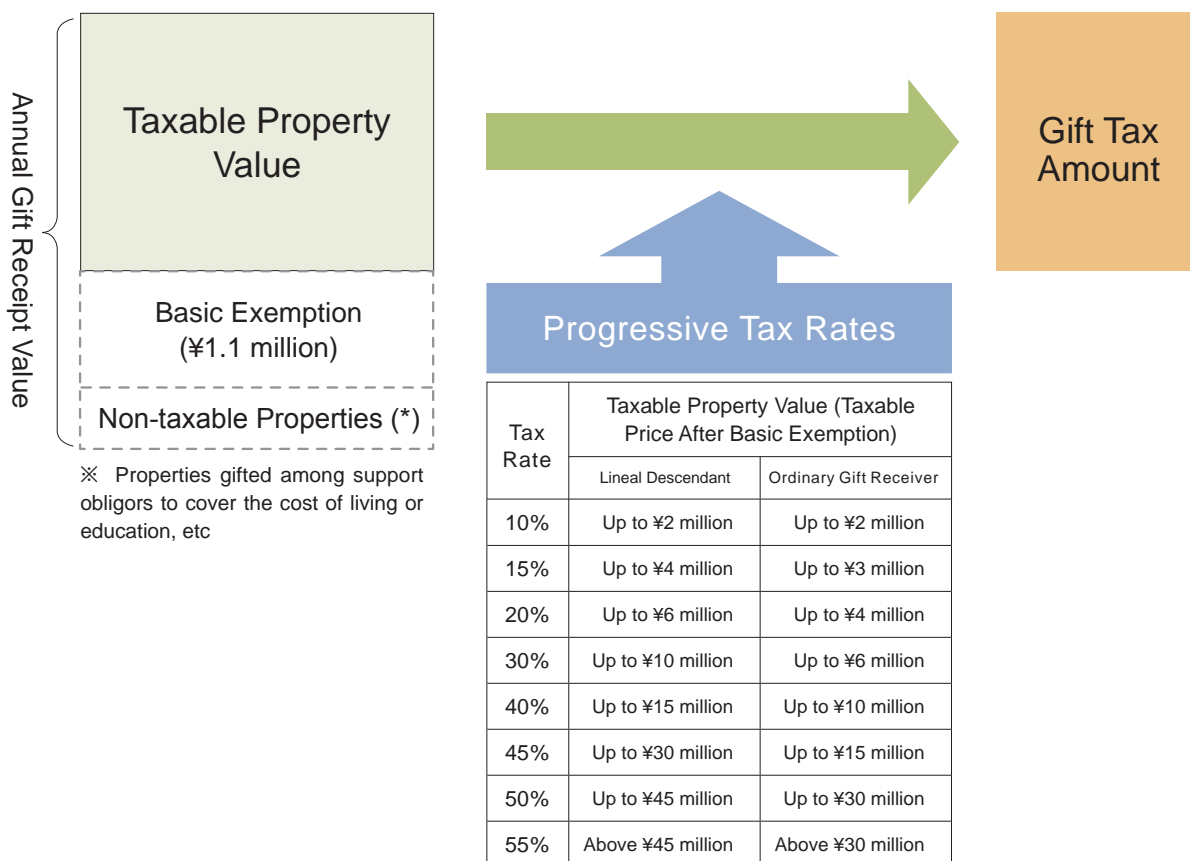 Annual Gift Receipt Value
Taxable Property
Value
Basic Exemption
(¥1.1 million)
Non-taxable Properties (*)
※ Properties gifted among support
obligors to cover the cost of living or
education, etc
Gift Tax
Amount
Progressive Tax Rates
Tax
Rate
Taxable Property Value (Taxable
Price After Basic Exemption)
Lineal Descendant Ordinary Gift Receiver
10% Up to ¥2 million Up to ¥2 million
15% Up to ¥4 million Up to ¥3 million
20% Up to ¥6 million Up to ¥4 million
30% Up to ¥10 million Up to ¥6 million
40% Up to ¥15 million Up to ¥10 million
45% Up to ¥30 million Up to ¥15 million
50% Up to ¥45 million Up to ¥30 million
55% Above ¥45 million Above ¥30 million